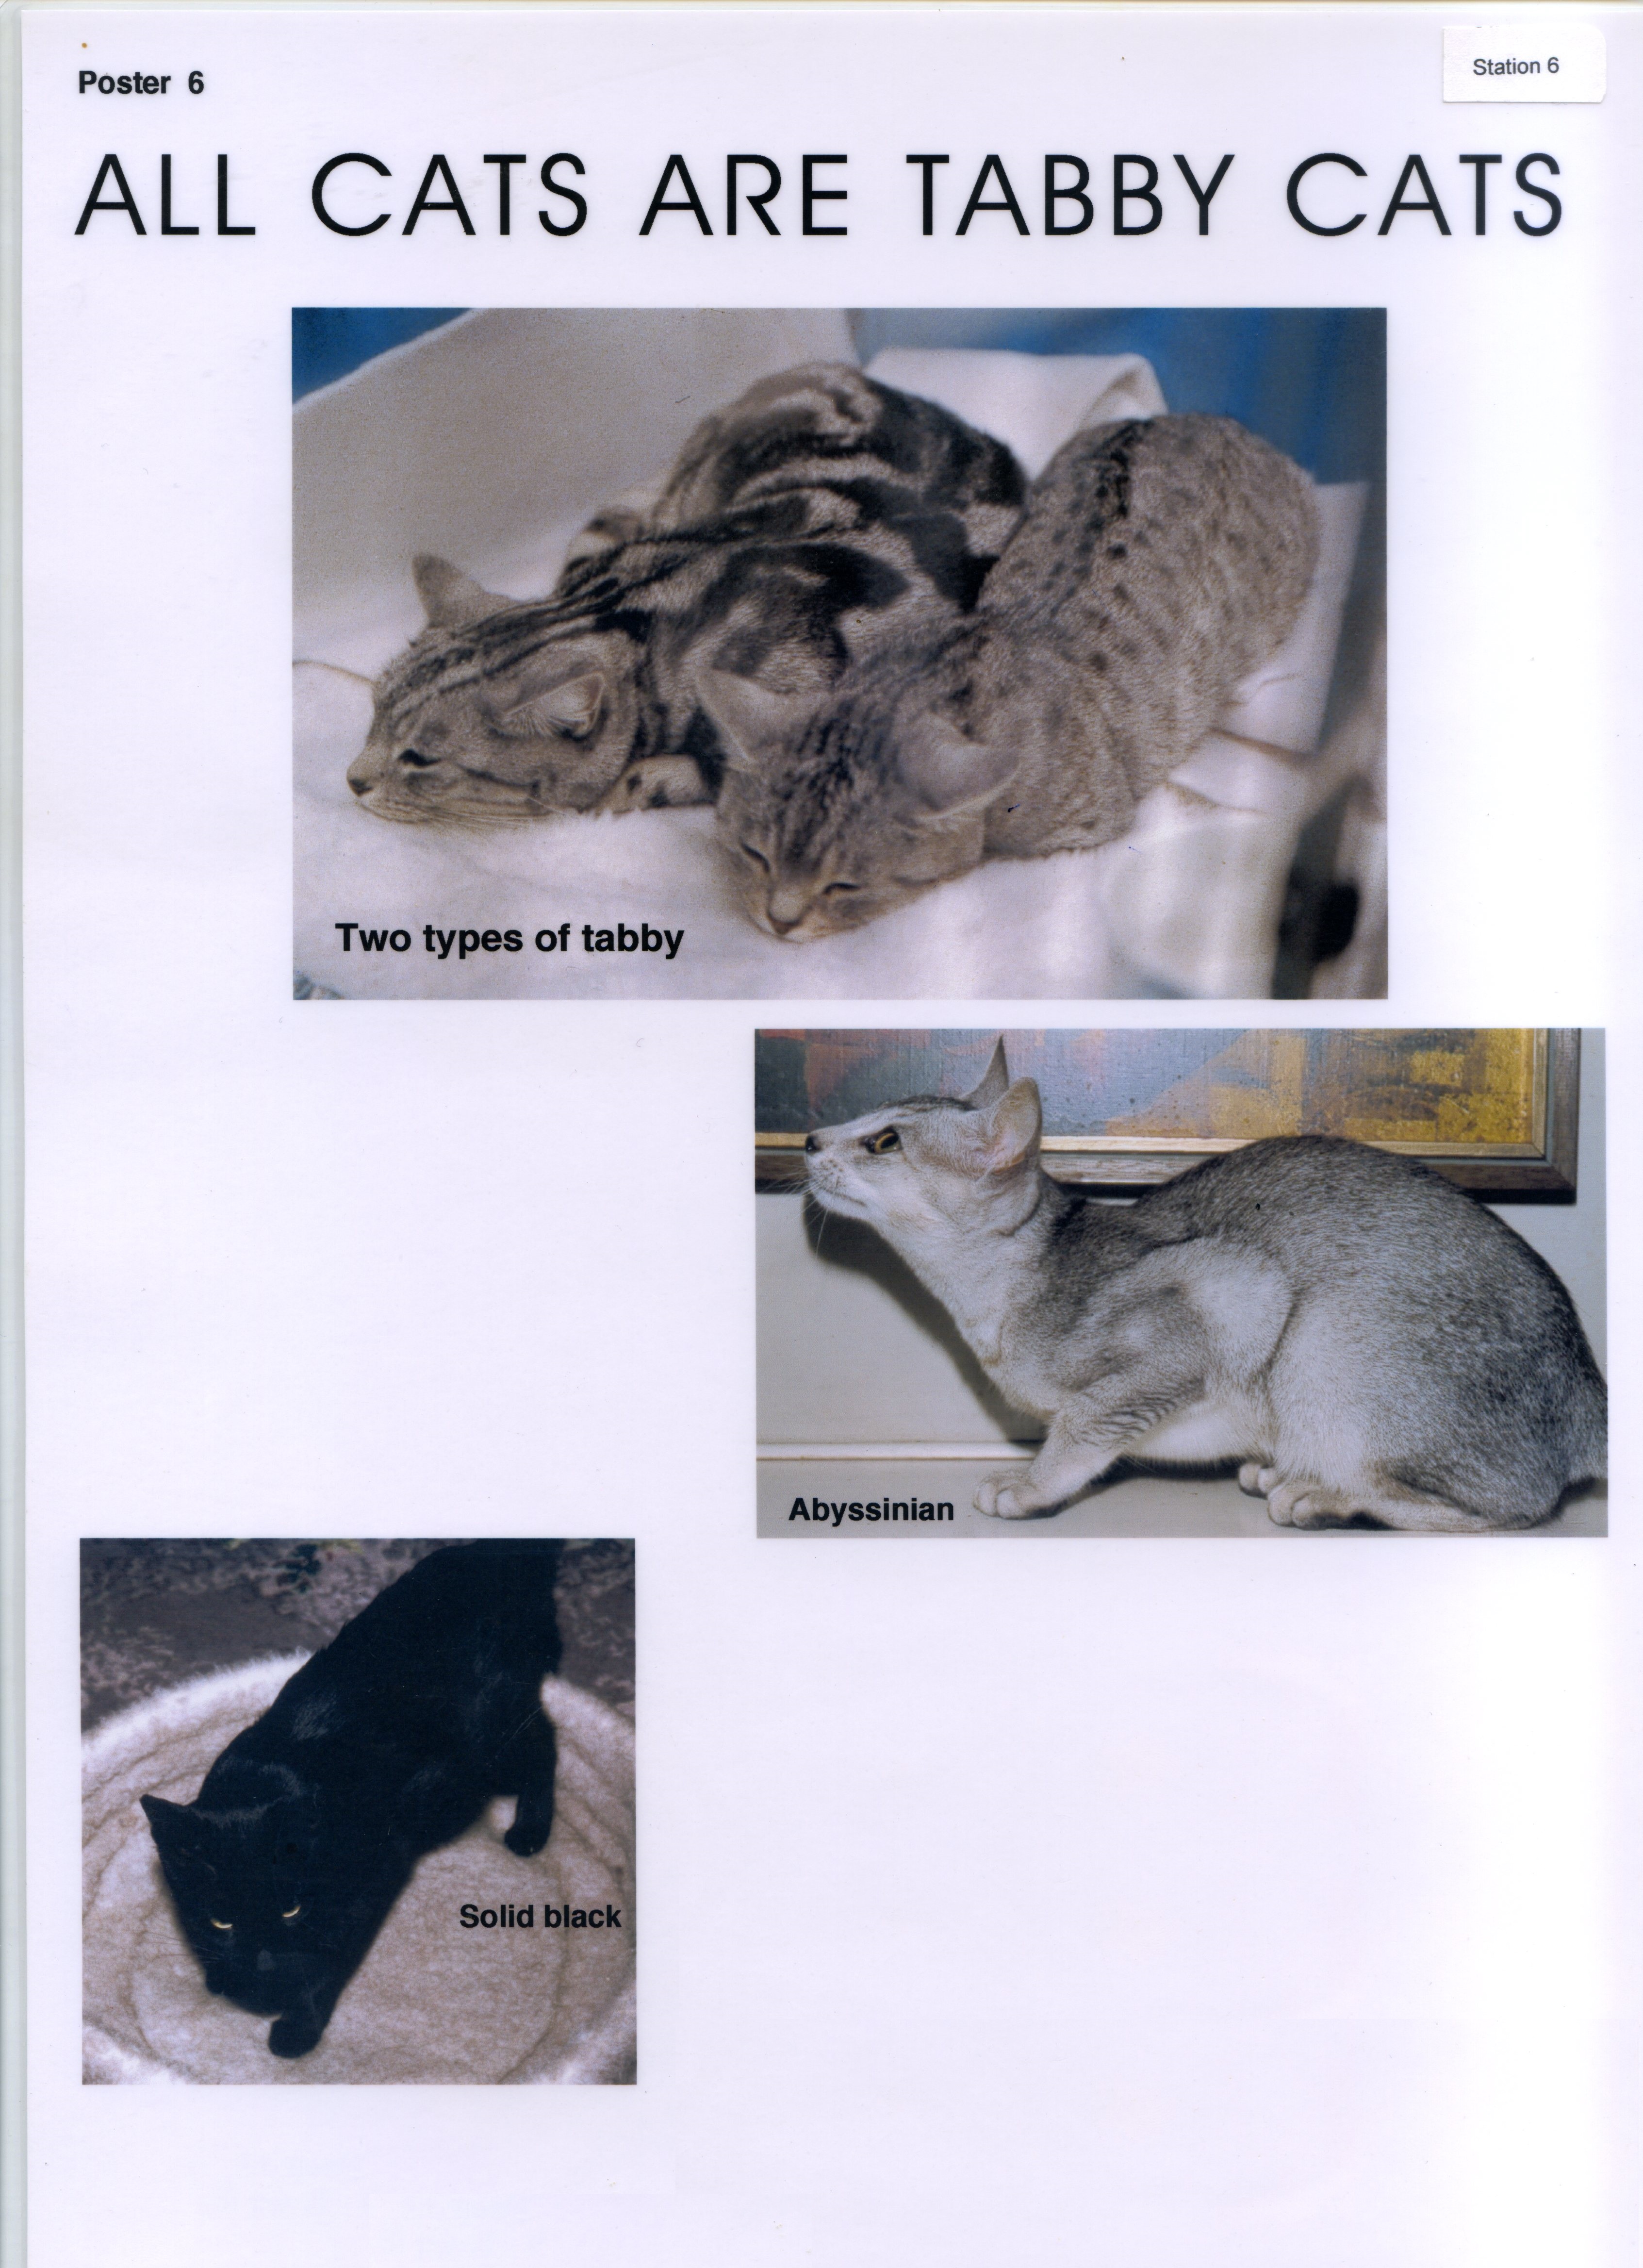 Poster 6
Station 6
ALL CATS ARE TABBY CATS
Two types of tabby
Abyssinian
Solid black